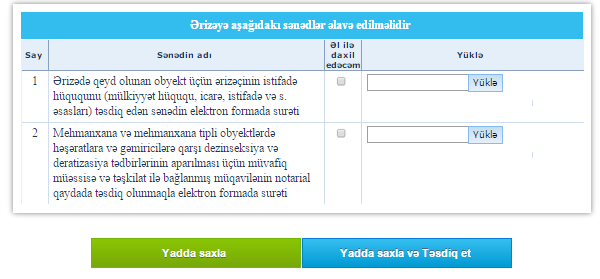 Ərizəyə aşağıdakı sənədlər əlavə edilməlidir
Say
Sənədin adı
Əl ilə
daxil
edəcəm
Yüklə
1
Ərizədə qeyd olunan obyekt üçün ərizəçinin istifadə
hüququnu (mülkiyyət hüququ, icarə, istifadə və s.
əsasları) təsdiq edən sənədin elektron formada surəti
Yüklə
2
Mehmanxana və mehmanxana tipli obyektlərdə
həşəratlara və gəmiricilərə qarşı dezinseksiya və
deratizasiya tədbirlərinin aparılması üçün müvafiq
müəssisə və təşkilat ilə bağlanmış müqavilənin notarial
qaydada təsdiq olunmaqla elektron formada surəti
Yüklə
Yadda saxla
Yadda saxla və Təsdiq et